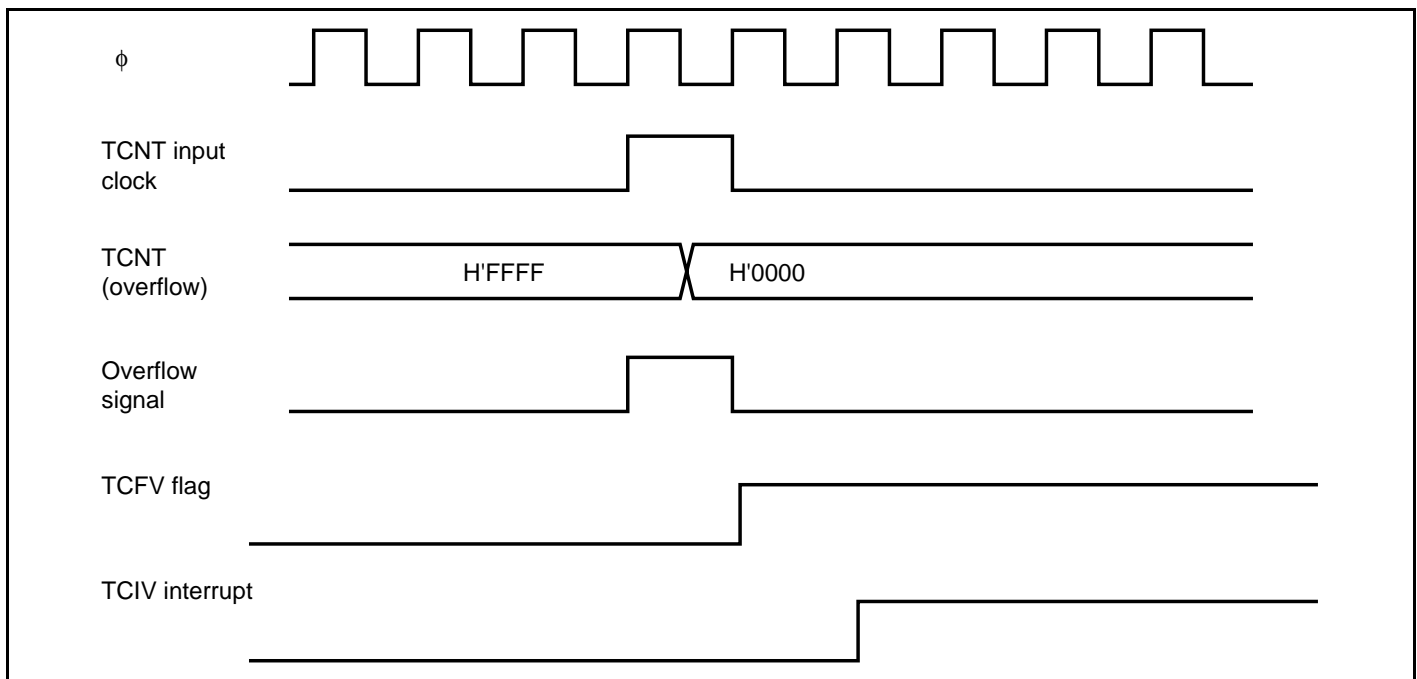 ϕ
TCNT input
clock
TCNT
(overflow)
H'FFFF
H'0000
Overflow
signal
TCFV flag
TCIV interrupt